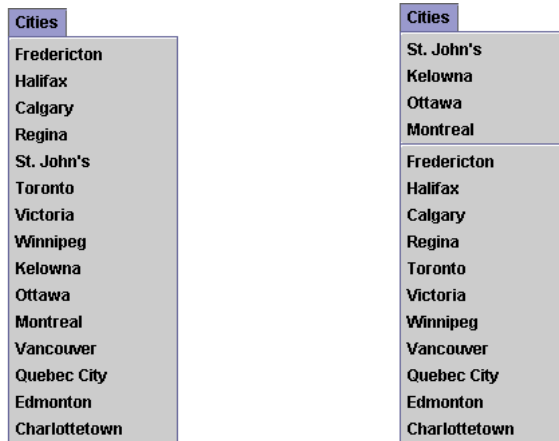 Cities
Fredericton
Halifax
Calgary
Regina
St. John's
Toronto
Victoria
Winnipeg
Kelowna
Ottawa
Montreal
Vancouver
Quebec City
Edmonton
Charlottetown
Cities
St. John's
Kelowna
Ottawa
Montreal
Fredericton
Halifax
Calgary
Regina
Toronto
Victoria
Winnipeg
Vancouver
Quebec City
Edmonton
Charlottetown